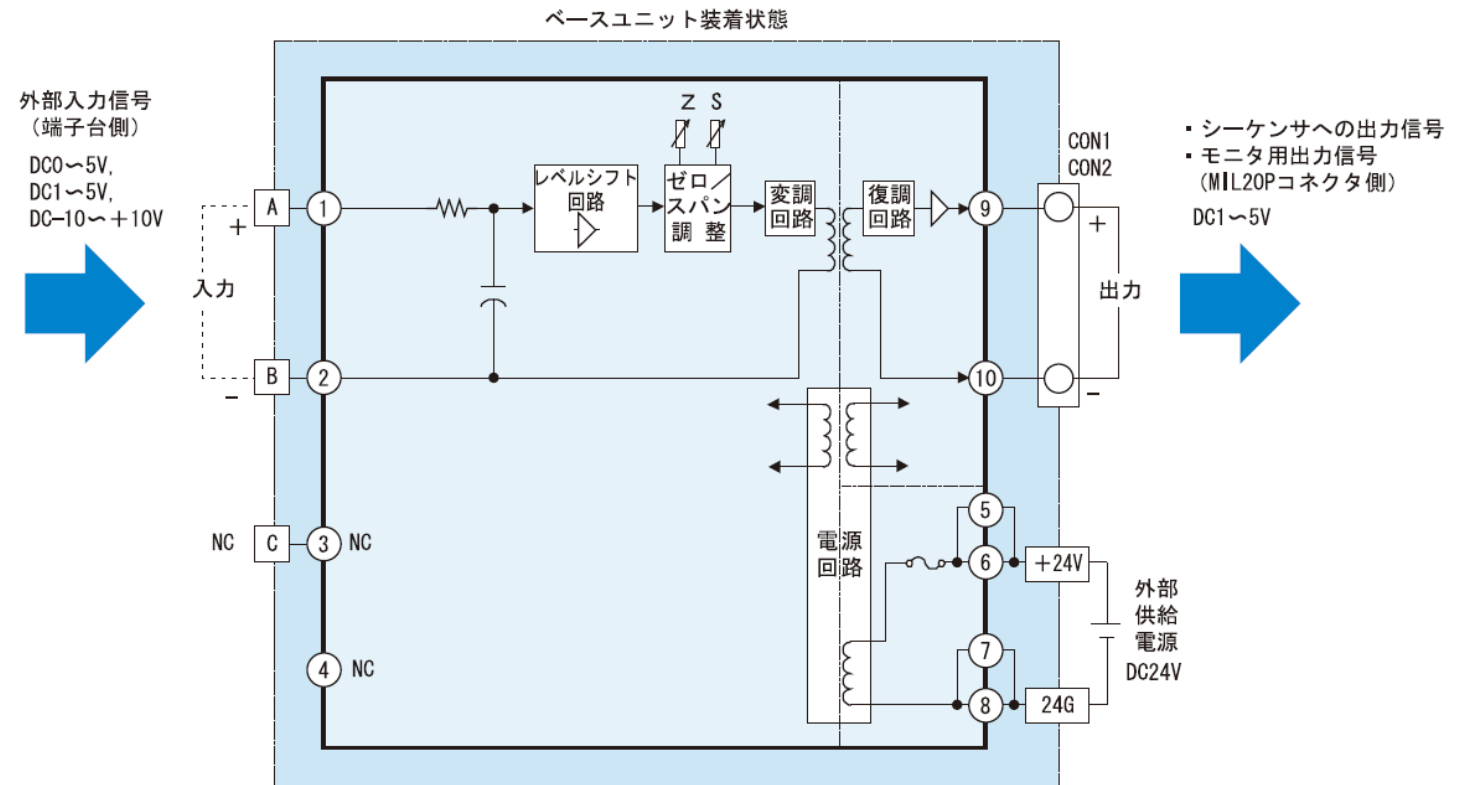 ベースユニット装着状態
外部入力信号
（端子台側）
DC0〜5V,
DC1〜5V,
DC−10〜＋10V
A
+
入力
B
−
NC
C
1
2
3
NC
4
NC
レベルシフト
回路
Z
S
ゼロ／
スパン
調 整
変調
回路
復調
回路
9
10
CON1
CON2
+
出力
−
・シーケンサへの出力信号
・モニタ用出力信号
（MIL20Pコネクタ側）
DC1〜5V
電源
回路
5
6
7
8
＋24V
24G
外部
供給
電源
DC24V